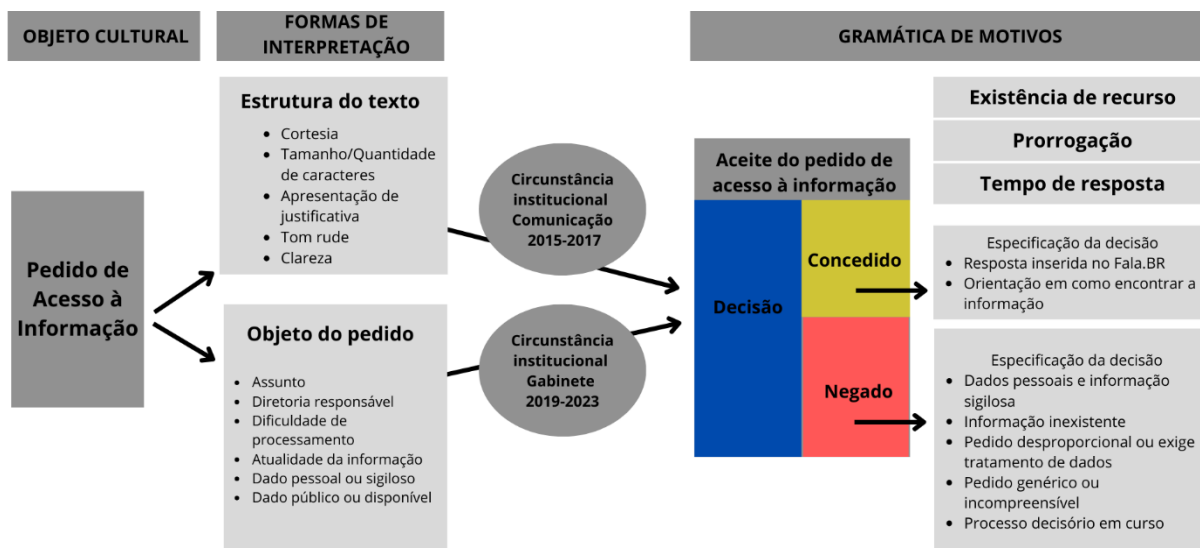 OBJETO CULTURAL
FORMAS DE
INTERPRETAÇÃO
GRAMÁTICA DE MOTIVOS
Pedido de
Acesso à
Informação
Estrutura do texto
• Cortesia
• Tamanho/Quantidade
de caracteres
• Apresentação de
justificativa
• Tom rude
• Clareza
Objeto do pedido
• Assunto
• Diretoria responsável
• Dificuldade de
processamento
• Atualidade da informação
• Dado pessoal ou sigiloso
• Dado público ou disponível
Circunstância
institucional
Comunicação
2015-2017
Circunstância
institucional
Gabinete
2019-2023
Aceite do pedido de
acesso à informação
Decisão
Concedido
Negado
Existência de recurso
Prorrogação
Tempo de resposta
Especificação da decisão
• Resposta inserida no Fala.BR
• Orientação em como encontrar a
informação
Especificação da decisão
• Dados pessoais e informação
sigilosa
• Informação inexistente
• Pedido desproporcional ou exige
tratamento de dados
• Pedido genérico ou
incompreensível
• Processo decisório em curso